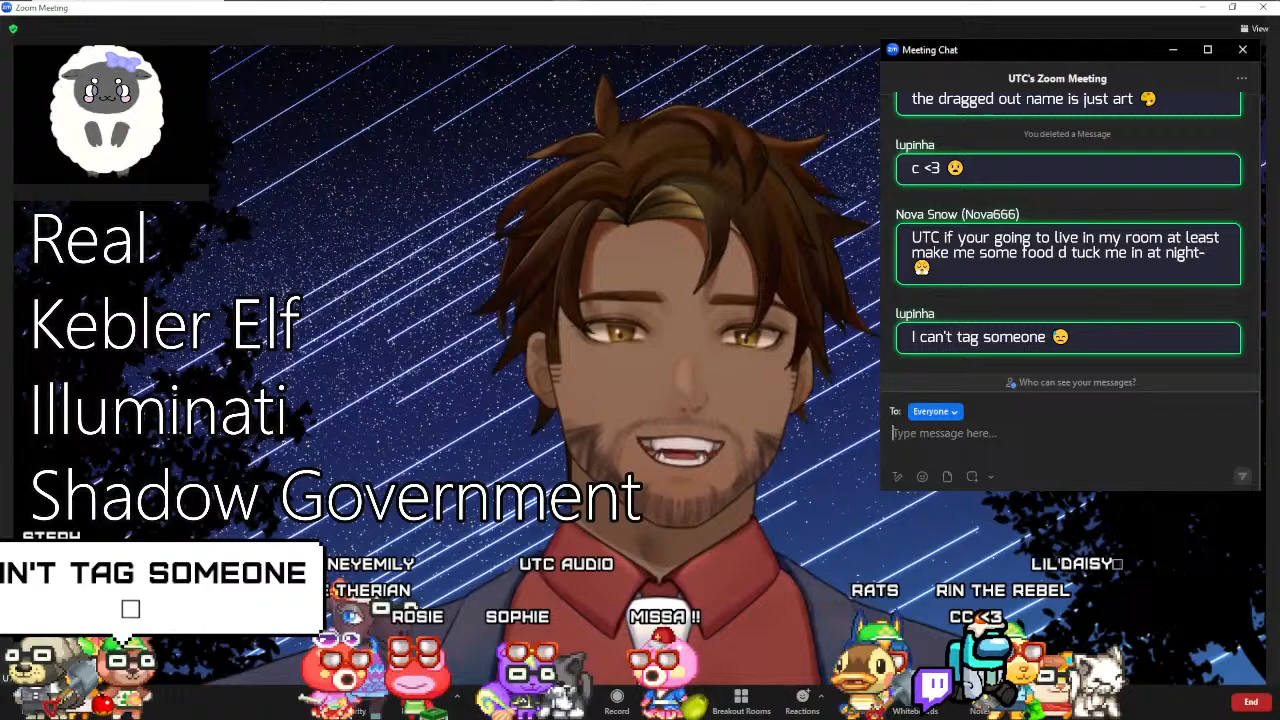 Zoom Meeting
View
Meeting Chat
UTC's Zoom Meeting
the dragged out name is just art
You deleted a Message
lupinha
c <3
Nova Snow (Nova666)
UTC if your going to live in my room at least
make me some food d tuck me in at night-
lupinha
I can't tag someone
Who can see your messages?
To: Everyone
Type message here...
Real
Kebler Elf
Illuminati
Shadow Government
STEPH
IN'T TAG SOMEONE
NEYEMILY
UTC AUDIO
LIL'DAISY
THERIAN
RATS
RIN THE REBEL
ROSIE
SOPHIE
MISSA !!
CC<3
Record
Breakout Rooms
Reactions
End